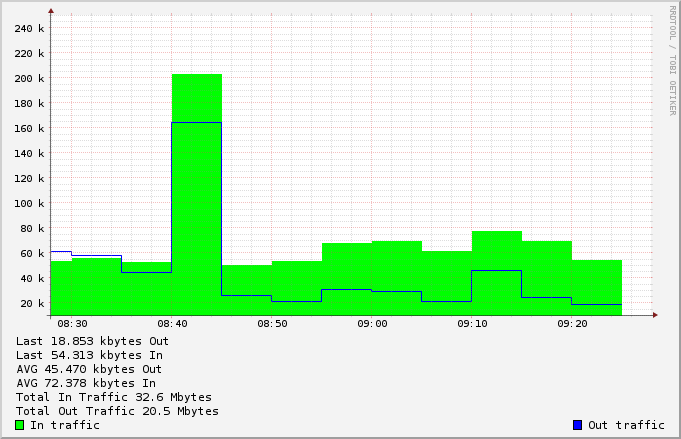 RRDTOOL / TOBI OETIKER
240 k
220 k
200 k
180 k
160 k
140 k
120 k
100 k
80 k
60 k
40 k
20 k
08:30 08:40 08:50 09:00 09:10 09:20
Last 18.853 kbytes Out
Last 54.313 kbytes In
AVG 45.470 kbytes Out
AVG 72.378 kbytes In
Total In Traffic 32.6 Mbytes
Total Out Traffic 20.5 Mbytes
In traffic Out traffic